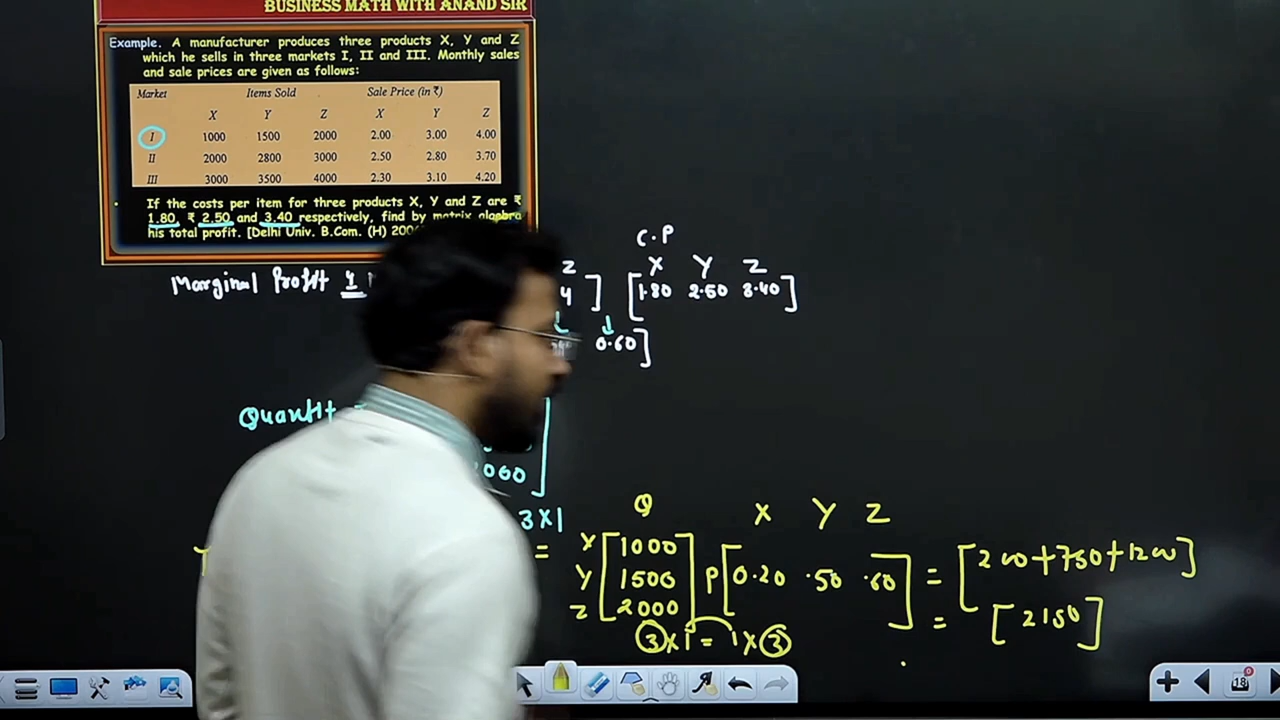 BUSINESS MATH WITH ANAND SIR
Example. A manufacturer produces three products X, Y and Z
which he sells in three markets I, II and III. Monthly sales
and sale prices are given as follows:
Market Items Sold Sale Price (in ₹)
X Y Z X Y Z
I 1000 1500 2000 2.00 3.00 4.00
II 2000 2800 3000 2.50 2.80 3.70
III 3000 3500 4000 2.30 3.10 4.20
If the costs per item for three products X, Y and Z are ₹
1.80, ₹ 2.50 and 3.40 respectively, find by matrix algebra
his total profit. [Delhi Univ. B.Com. (H) 200
C.P
Z X Y Z
Marginal Profit I 4 ] [1.80 2.50 3.40]
0.60]
Quantit
000]
3X1
Q X Y Z
= X [1000] P[0.20 .50 .60] = [200+750+1200]
Y 1500
Z 2000 = [2150]
3X1 = 1X3
18